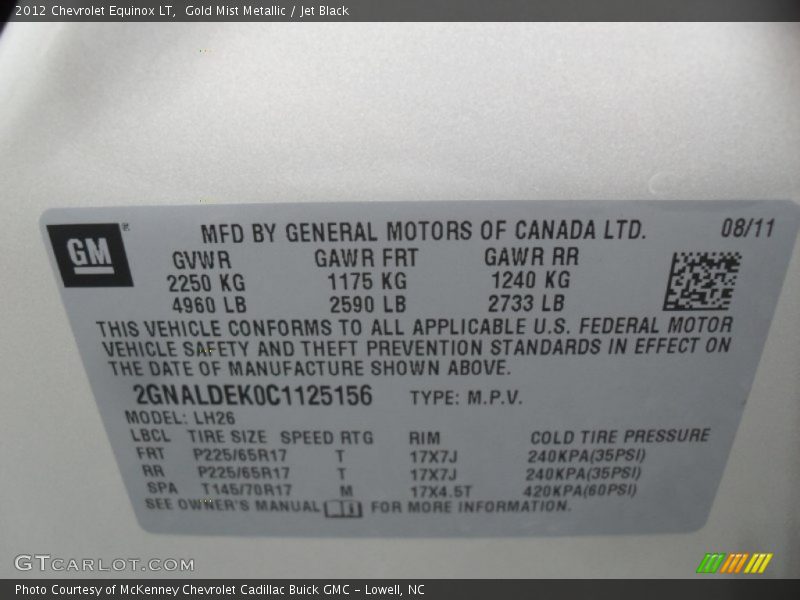 2012 Chevrolet Equinox LT,  Gold Mist Metallic / Jet Black
GM
MFD BY GENERAL MOTORS OF CANADA LTD. 08/11
GVWR GAWR FRT GAWR RR
2250 KG 1175 KG 1240 KG
4960 LB 2590 LB 2733 LB
THIS VEHICLE CONFORMS TO ALL APPLICABLE U.S. FEDERAL MOTOR
VEHICLE SAFETY AND THEFT PREVENTION STANDARDS IN EFFECT ON
THE DATE OF MANUFACTURE SHOWN ABOVE.
2GNALDEK0C1125156 TYPE: M.P.V.
MODEL: LH26
LBCL TIRE SIZE SPEED RTG RIM COLD TIRE PRESSURE
FRT P225/65R17 T 17X7J 240KPA(35PSI)
RR P225/65R17 T 17X7J 240KPA(35PSI)
SPA T145/70R17 M 17X4.5T 420KPA(60PSI)
SEE OWNER'S MANUAL FOR MORE INFORMATION.
GTCARLOT.COM
Photo Courtesy of McKenney Chevrolet Cadillac Buick GMC – Lowell, NC